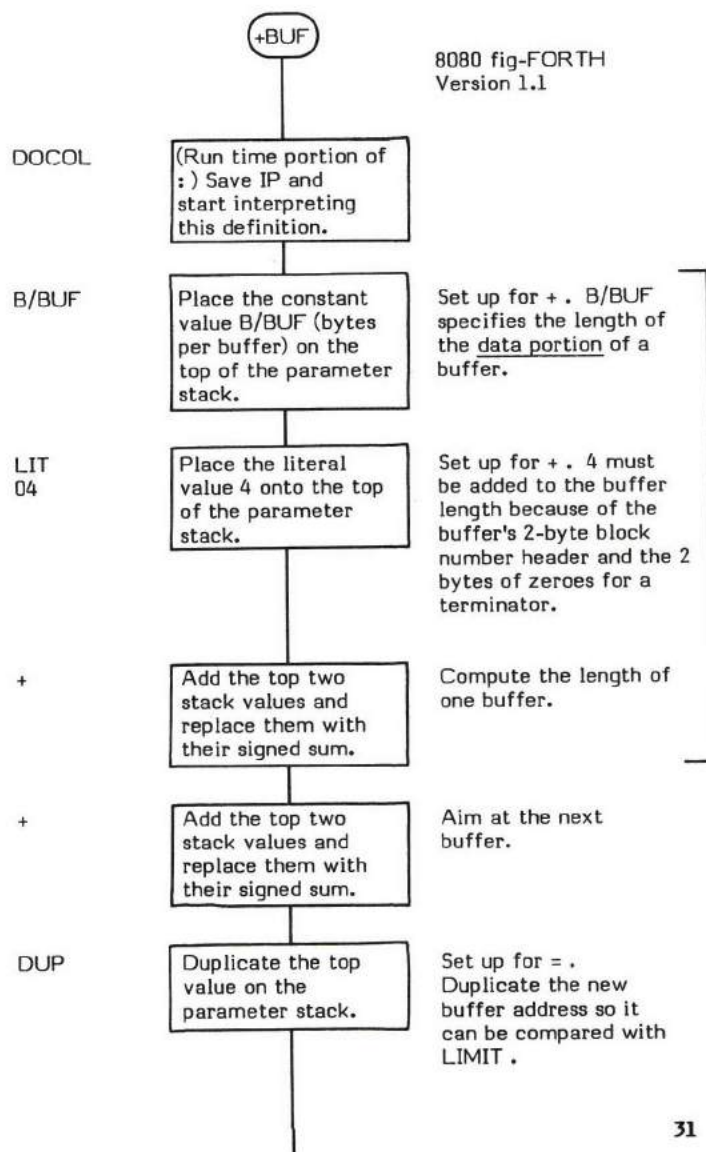 +BUF
8080 fig-FORTH
Version 1.1
DOCOL
(Run time portion of
: ) Save IP and
start interpreting
this definition.
B/BUF
Place the constant
value B/BUF (bytes
per buffer) on the
top of the parameter
stack.
Set up for + . B/BUF
specifies the length of
the data portion of a
buffer.
LIT
04
Place the literal
value 4 onto the top
of the parameter
stack.
Set up for + . 4 must
be added to the buffer
length because of the
buffer's 2-byte block
number header and the 2
bytes of zeroes for a
terminator.
+
Add the top two
stack values and
replace them with
their signed sum.
Compute the length of
one buffer.
+
Add the top two
stack values and
replace them with
their signed sum.
Aim at the next
buffer.
DUP
Duplicate the top
value on the
parameter stack.
Set up for = .
Duplicate the new
buffer address so it
can be compared with
LIMIT .
31